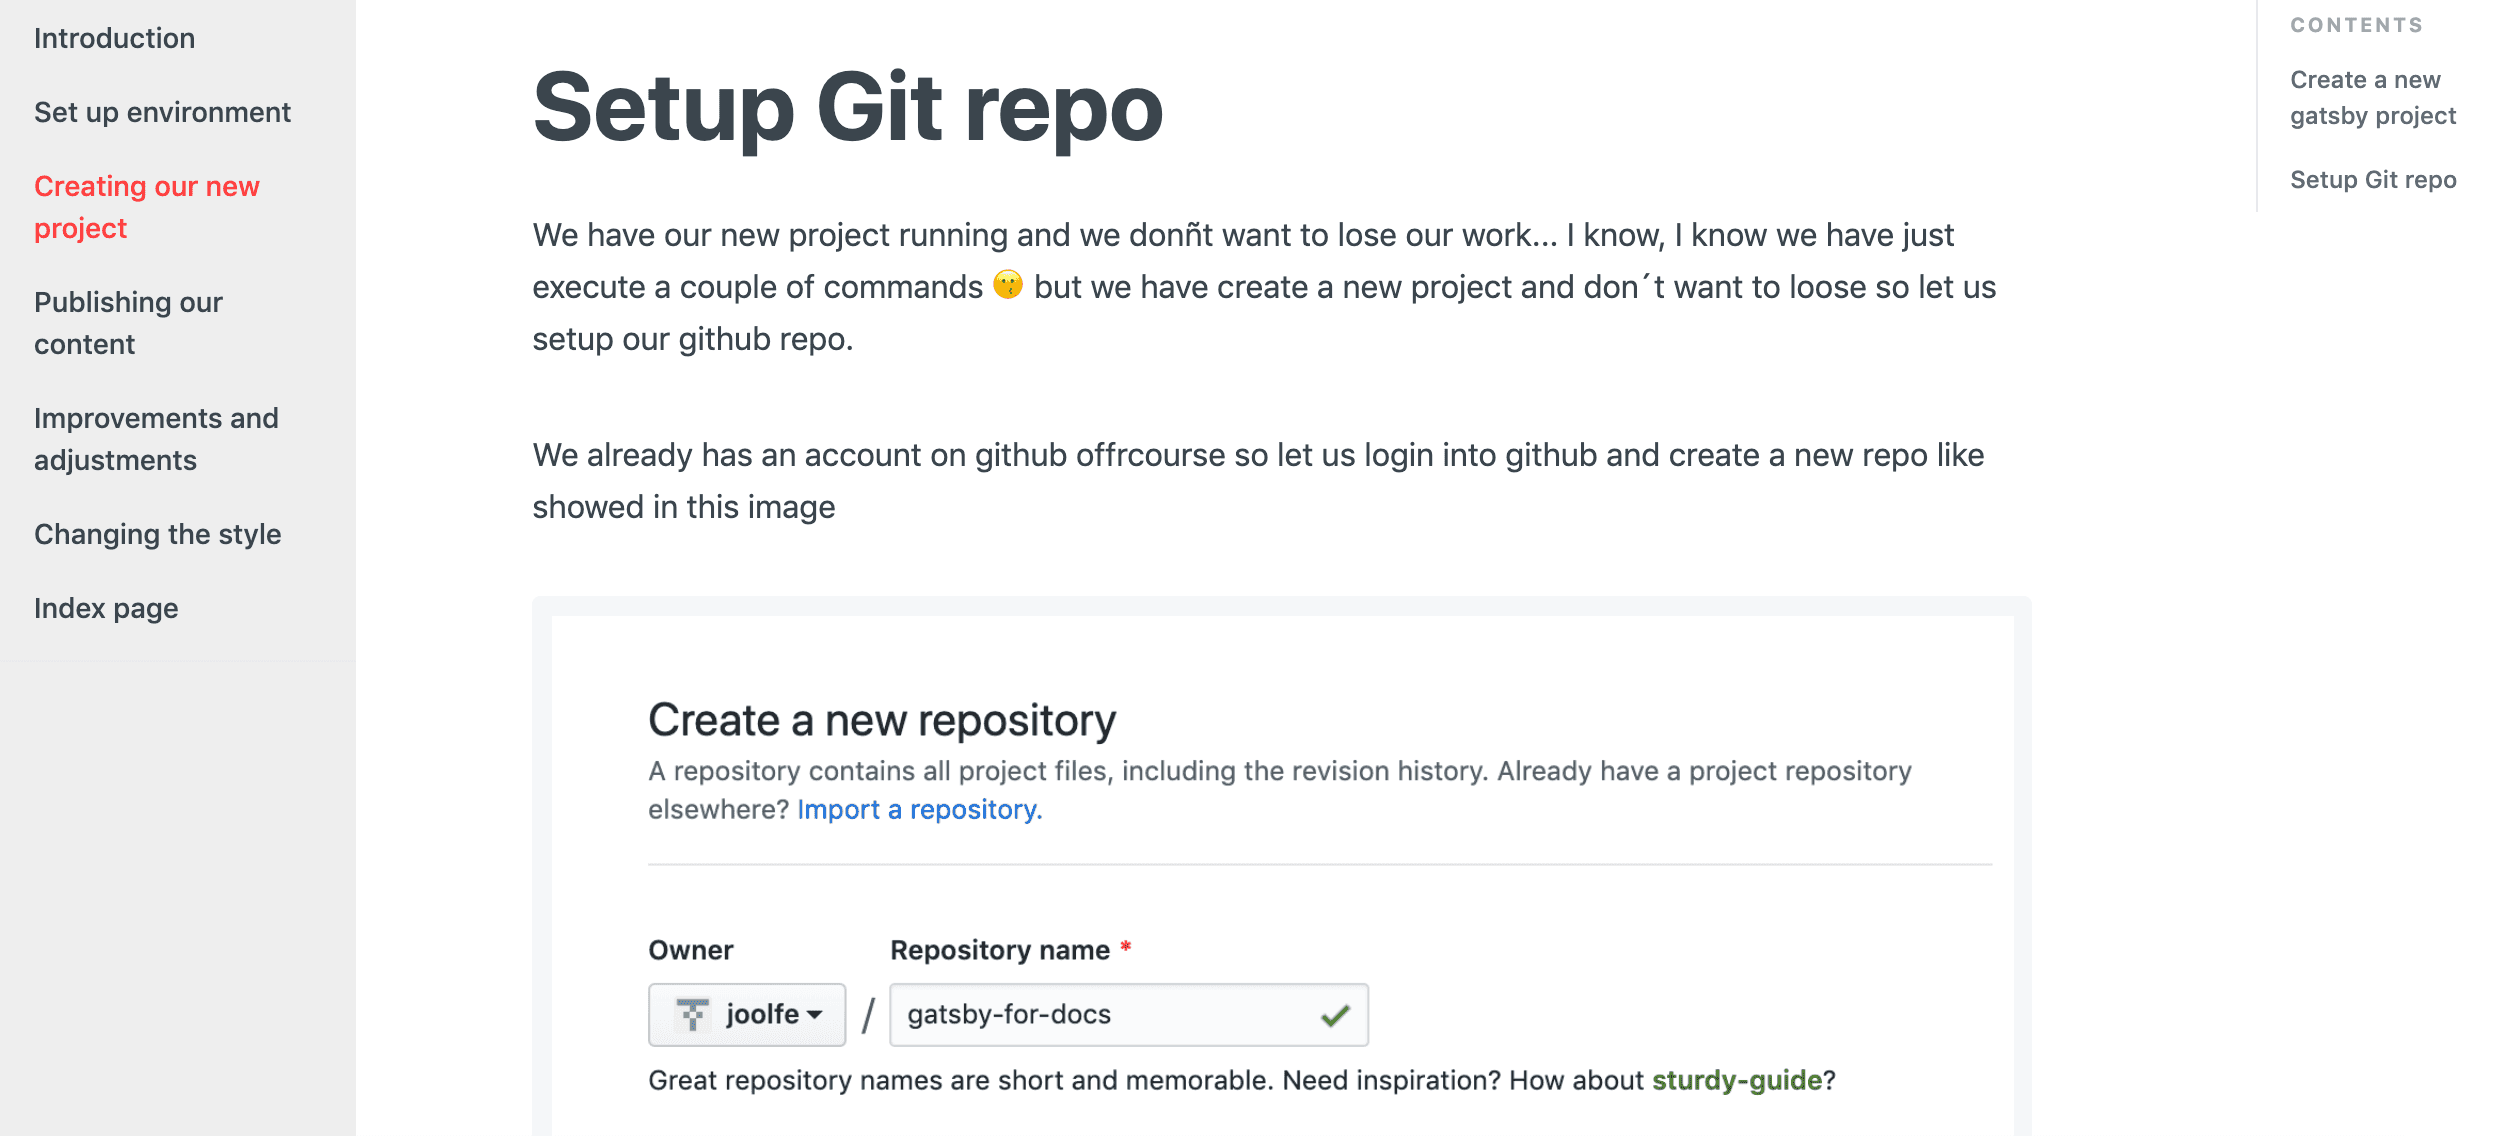 Introduction
Set up environment
Creating our new
project
Publishing our
content
Improvements and
adjustments
Changing the style
Index page
Setup Git repo
We have our new project running and we donñt want to lose our work... I know, I know we have just
execute a couple of commands 😙 but we have create a new project and don´t want to loose so let us
setup our github repo.
We already has an account on github offrcourse so let us login into github and create a new repo like
showed in this image
Create a new repository
A repository contains all project files, including the revision history. Already have a project repository
elsewhere? Import a repository.
Owner
Repository name *
joolfe / gatsby-for-docs
Great repository names are short and memorable. Need inspiration? How about sturdy-guide?
CONTENTS
Create a new
gatsby project
Setup Git repo